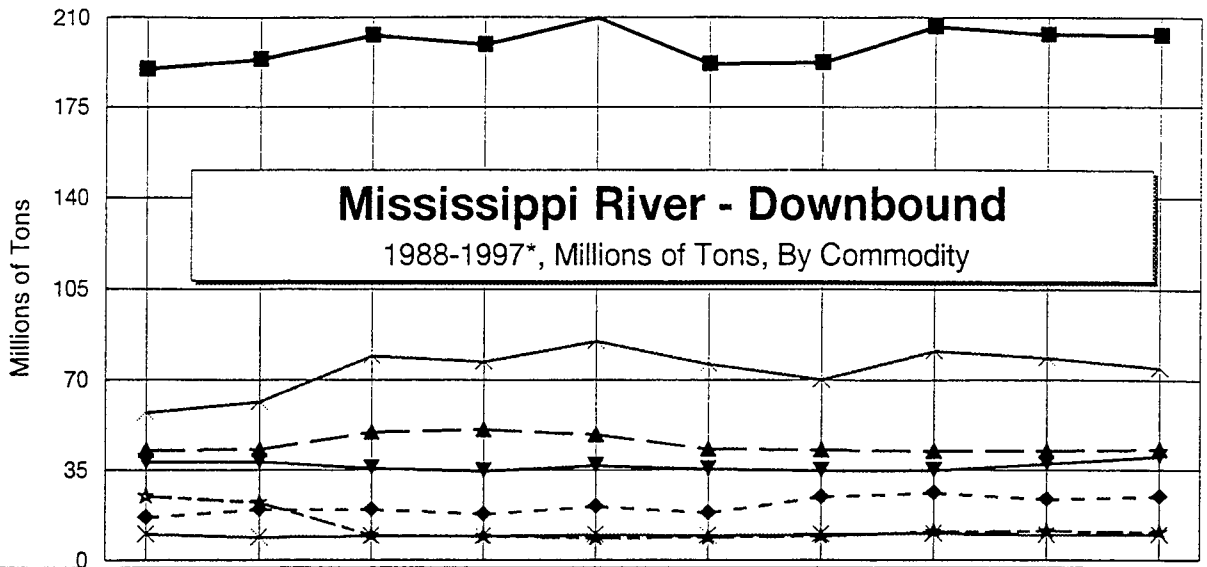 210
175
140
105
70
35
0
Millions of Tons
Mississippi River - Downbound
1988-1997*, Millions of Tons, By Commodity